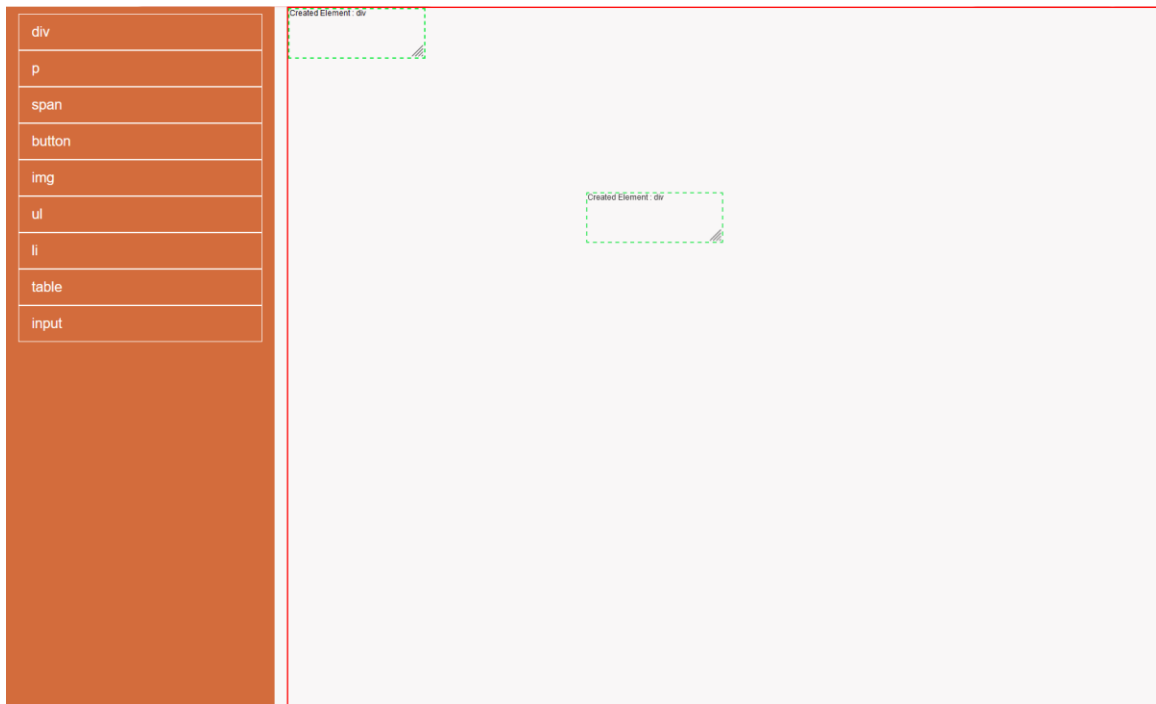 div
p
span
button
img
ul
li
table
input
Created Element : div
Created Element : div